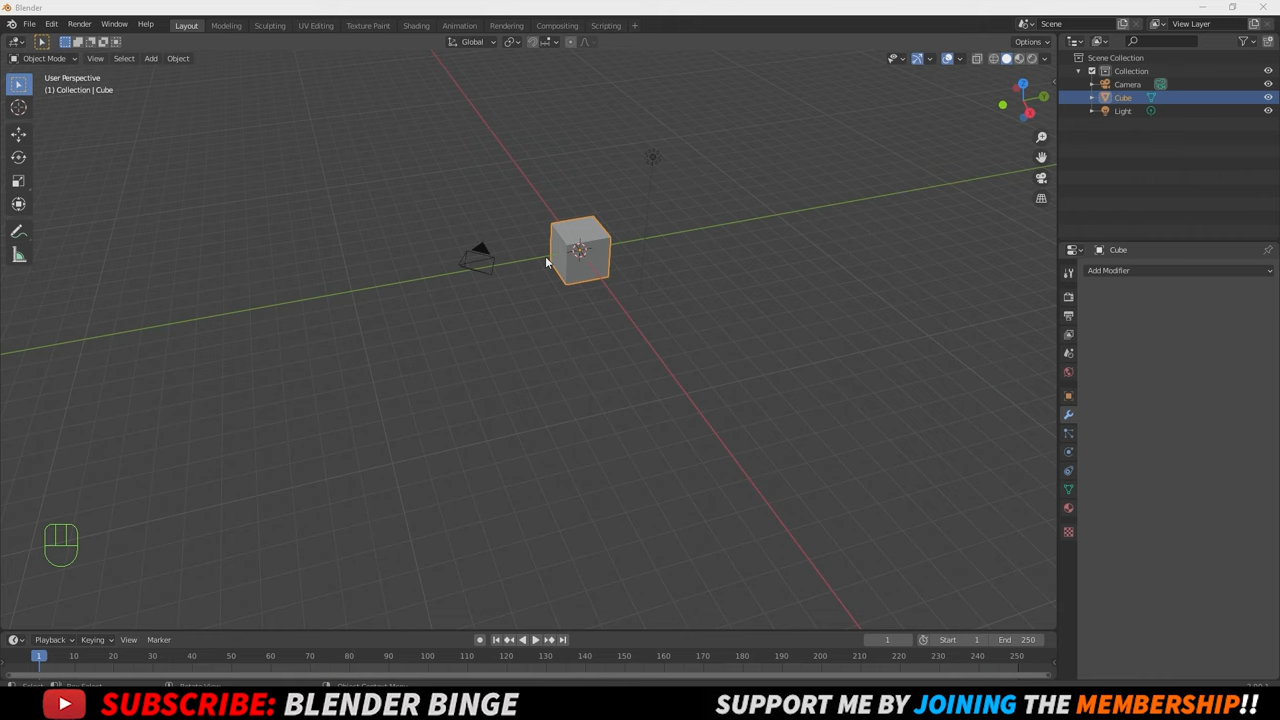 Blender
File Edit Render Window Help
Layout Modeling Sculpting UV Editing Texture Paint Shading Animation Rendering Compositing Scripting +
Scene View Layer
Global Options
Object Mode View Select Add Object
Scene Collection
User Perspective
(1) Collection | Cube
Collection
Camera
Cube
Light
X
Y
Z
Cube
Add Modifier
Playback Keying View Marker
1 Start 1 End 250
1 10 20 30 40 50 60 70 80 90 100 110 120 130 140 150 160 170 180 190 200 210 220 230 240 250
SUBSCRIBE: BLENDER BINGE
SUPPORT ME BY JOINING THE MEMBERSHIP!!